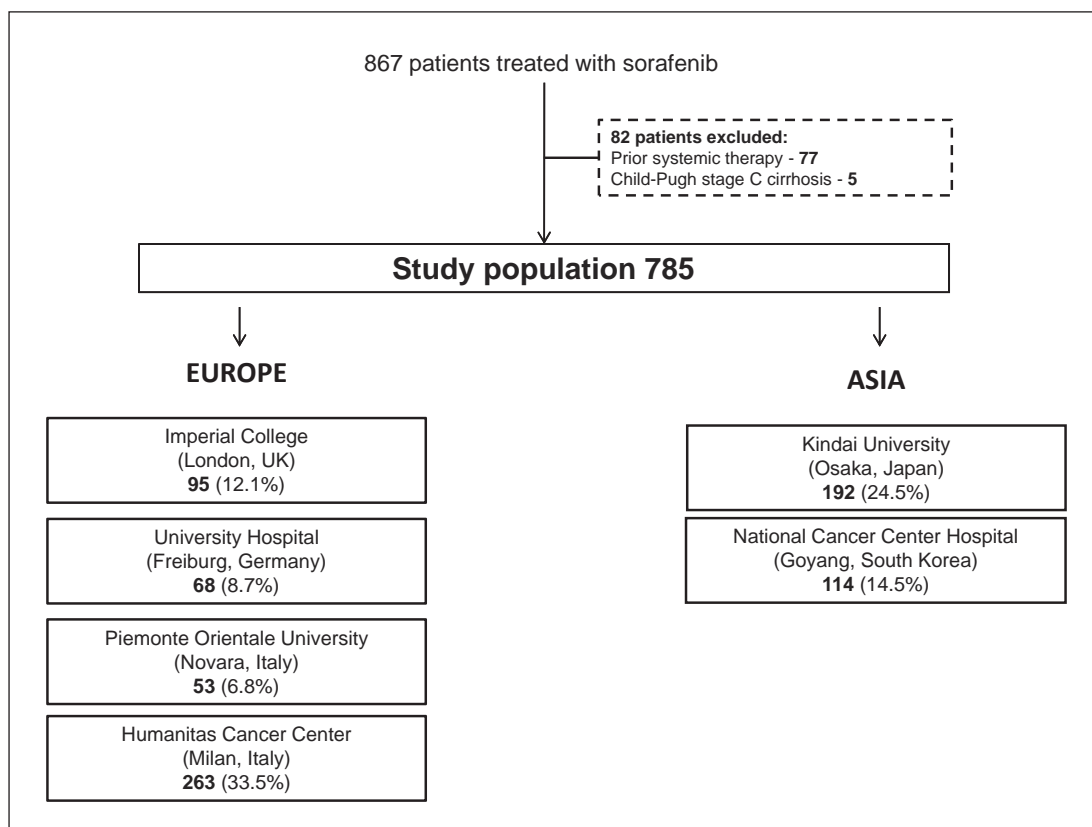 867 patients treated with sorafenib
82 patients excluded:
Prior systemic therapy - 77
Child-Pugh stage C cirrhosis - 5
Study population 785
EUROPE
Imperial College
(London, UK)
95 (12.1%)
University Hospital
(Freiburg, Germany)
68 (8.7%)
Piemonte Orientale University
(Novara, Italy)
53 (6.8%)
Humanitas Cancer Center
(Milan, Italy)
263 (33.5%)
ASIA
Kindai University
(Osaka, Japan)
192 (24.5%)
National Cancer Center Hospital
(Goyang, South Korea)
114 (14.5%)